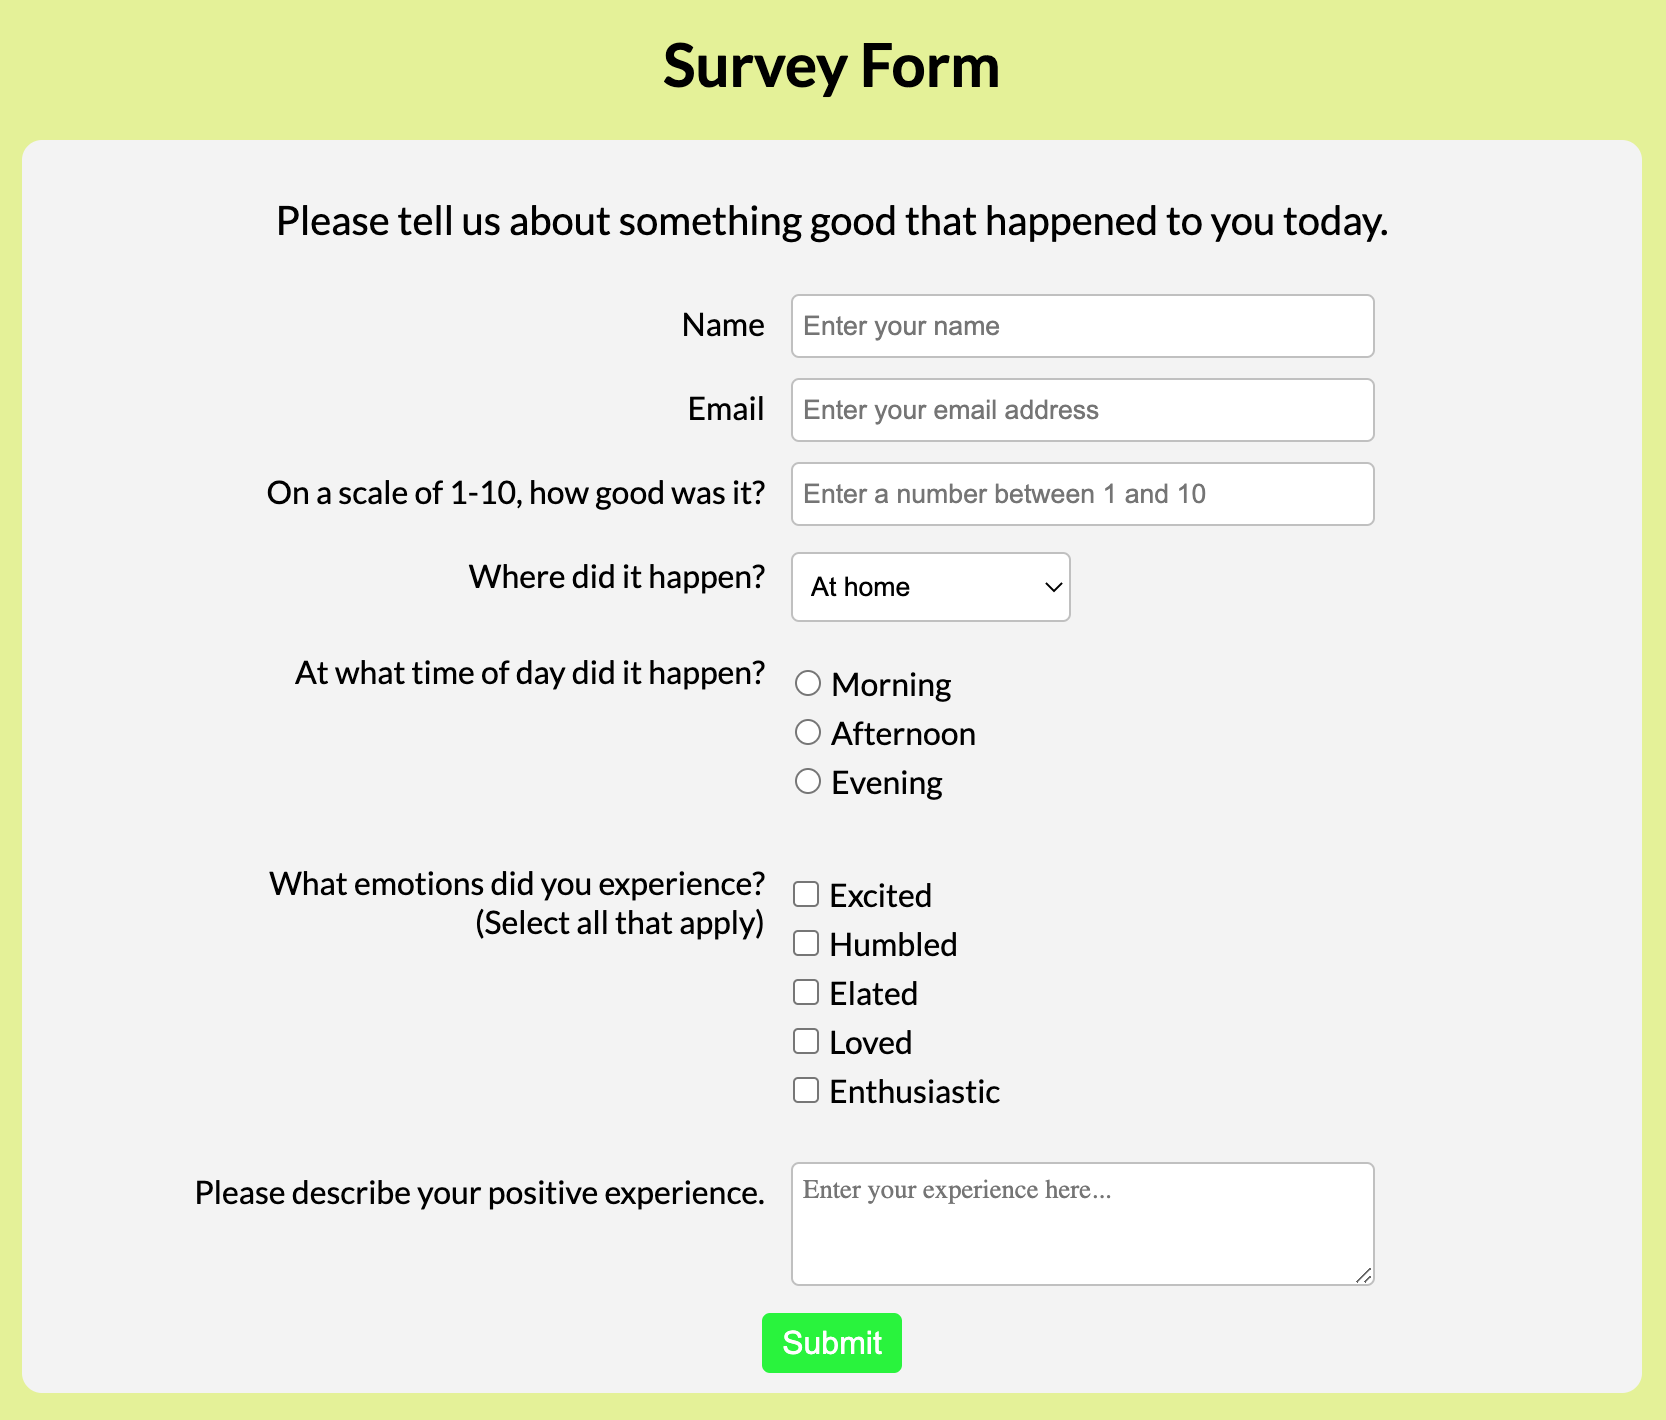 Survey Form
Please tell us about something good that happened to you today.
Name
Enter your name
Email
Enter your email address
On a scale of 1-10, how good was it?
Enter a number between 1 and 10
Where did it happen?
At home
At what time of day did it happen?
Morning
Afternoon
Evening
What emotions did you experience?
(Select all that apply)
Excited
Humbled
Elated
Loved
Enthusiastic
Please describe your positive experience.
Enter your experience here...
Submit